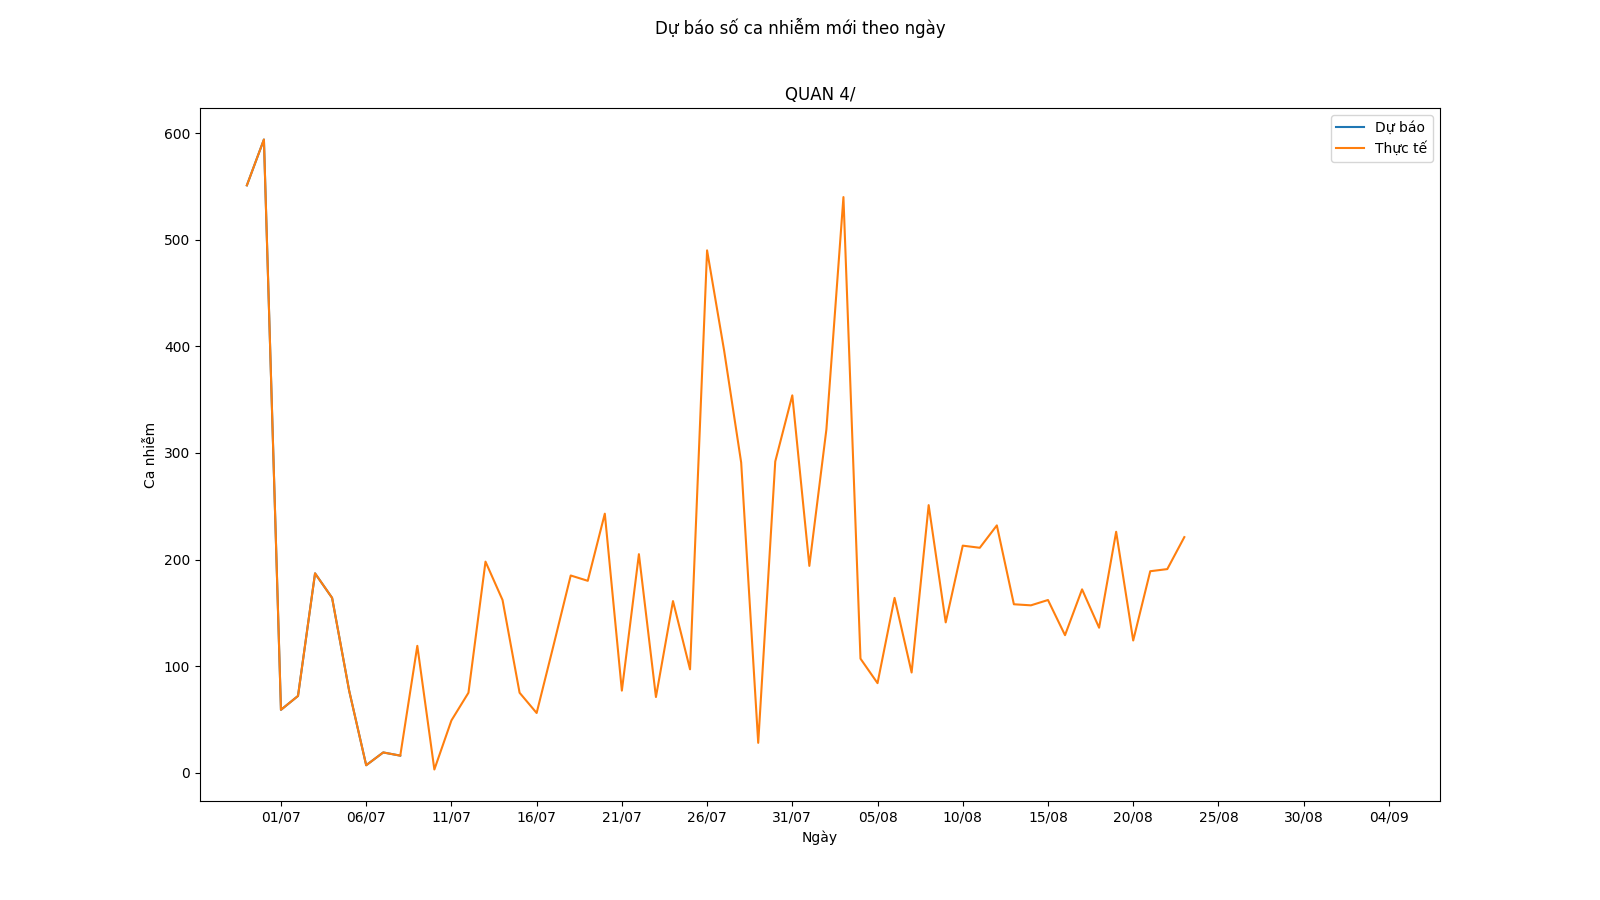 Dự báo số ca nhiễm mới theo ngày
QUAN 4/
Dự báo
Thực tế
600
500
400
300
200
100
0
Ca nhiễm
01/07 06/07 11/07 16/07 21/07 26/07 31/07 05/08 10/08 15/08 20/08 25/08 30/08 04/09
Ngày